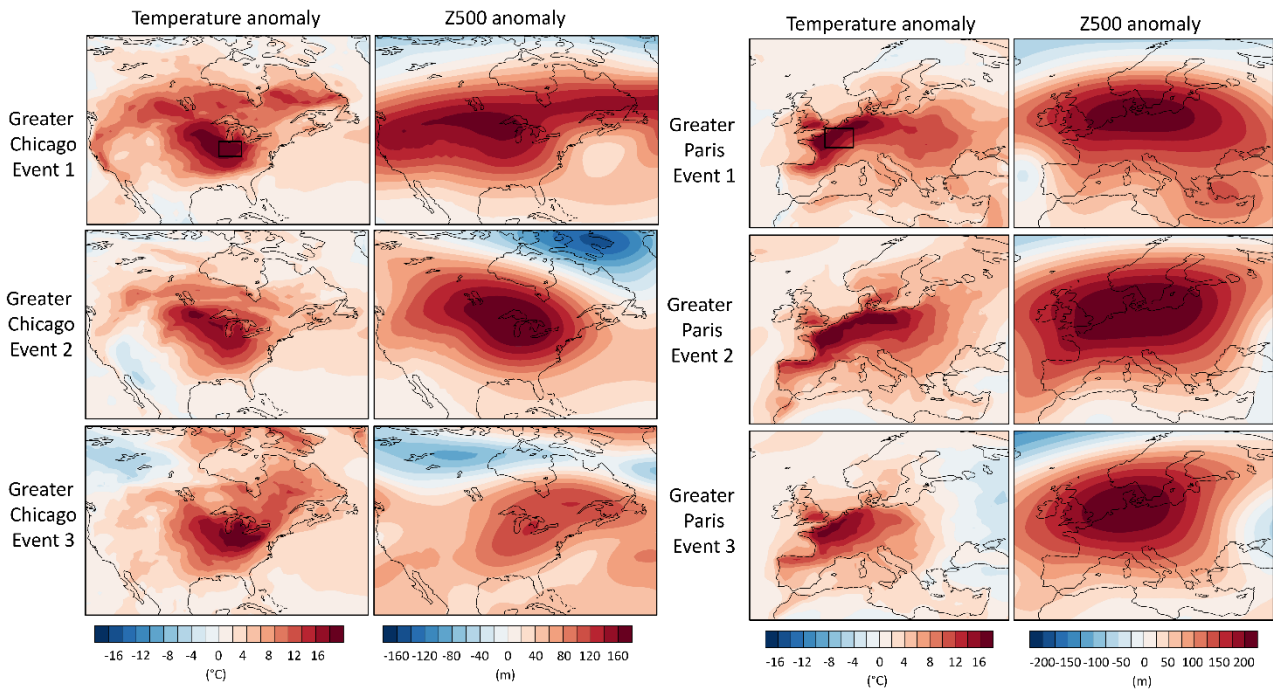 Temperature anomaly
Z500 anomaly
Temperature anomaly
Z500 anomaly
Greater
Chicago
Event 1
Greater
Paris
Event 1
Greater
Chicago
Event 2
Greater
Paris
Event 2
Greater
Chicago
Event 3
Greater
Paris
Event 3
-16 -12 -8 -4 0 4 8 12 16
(°C)
-160 -120 -80 -40 0 40 80 120 160
(m)
-16 -12 -8 -4 0 4 8 12 16
(°C)
-200-150-100 -50 0 50 100 150 200
(m)